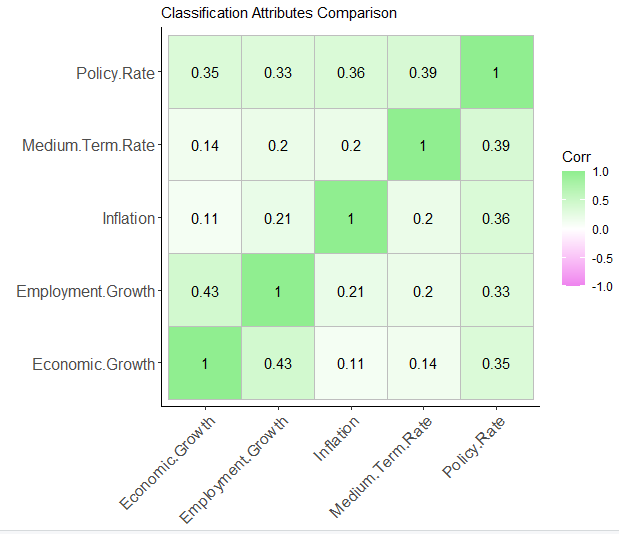 Classification Attributes Comparison
Policy.Rate 0.35 0.33 0.36 0.39 1
Medium.Term.Rate 0.14 0.2 0.2 1 0.39
Inflation 0.11 0.21 1 0.2 0.36
Employment.Growth 0.43 1 0.21 0.2 0.33
Economic.Growth 1 0.43 0.11 0.14 0.35
Economic.Growth
Employment.Growth
Inflation
Medium.Term.Rate
Policy.Rate
Corr
1.0
0.5
0.0
-0.5
-1.0